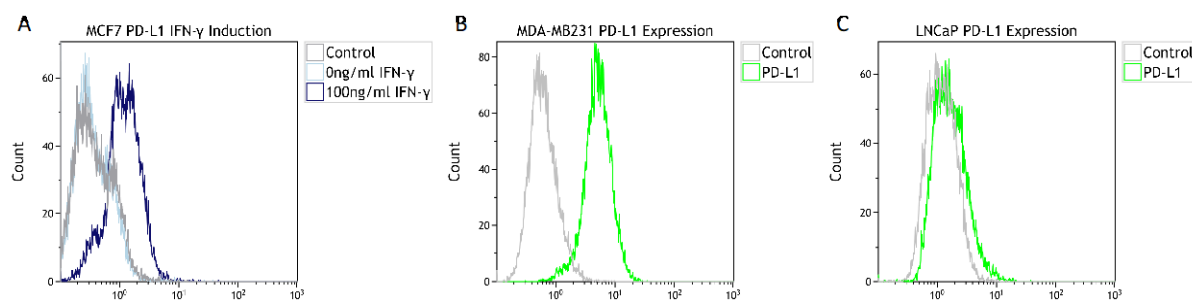 A
MCF7 PD-L1 IFN-γ Induction
Control
0ng/ml IFN-γ
100ng/ml IFN-γ
Count
60
40
20
0
10⁰
10¹
10²
10³
B
MDA-MB231 PD-L1 Expression
Control
PD-L1
Count
80
60
40
20
0
10⁰
10¹
10²
10³
C
LNCaP PD-L1 Expression
Control
PD-L1
Count
60
40
20
0
10⁰
10¹
10²
10³